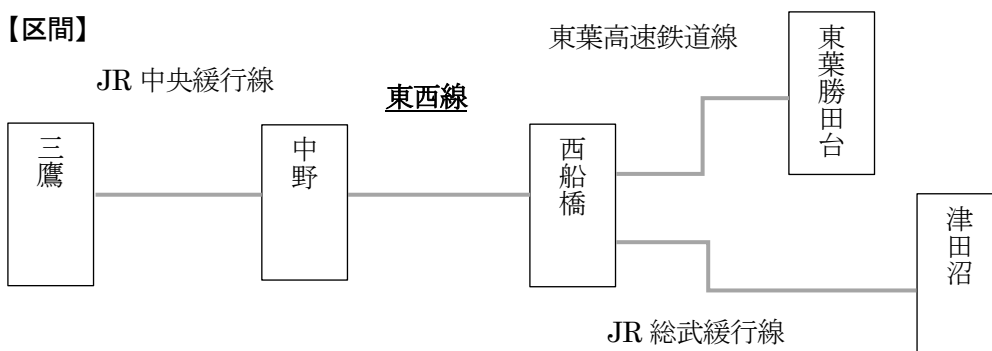 【区間】
JR 中央緩行線
東西線
東葉高速鉄道線
三鷹
中野
西船橋
東葉勝田台
津田沼
JR 総武緩行線